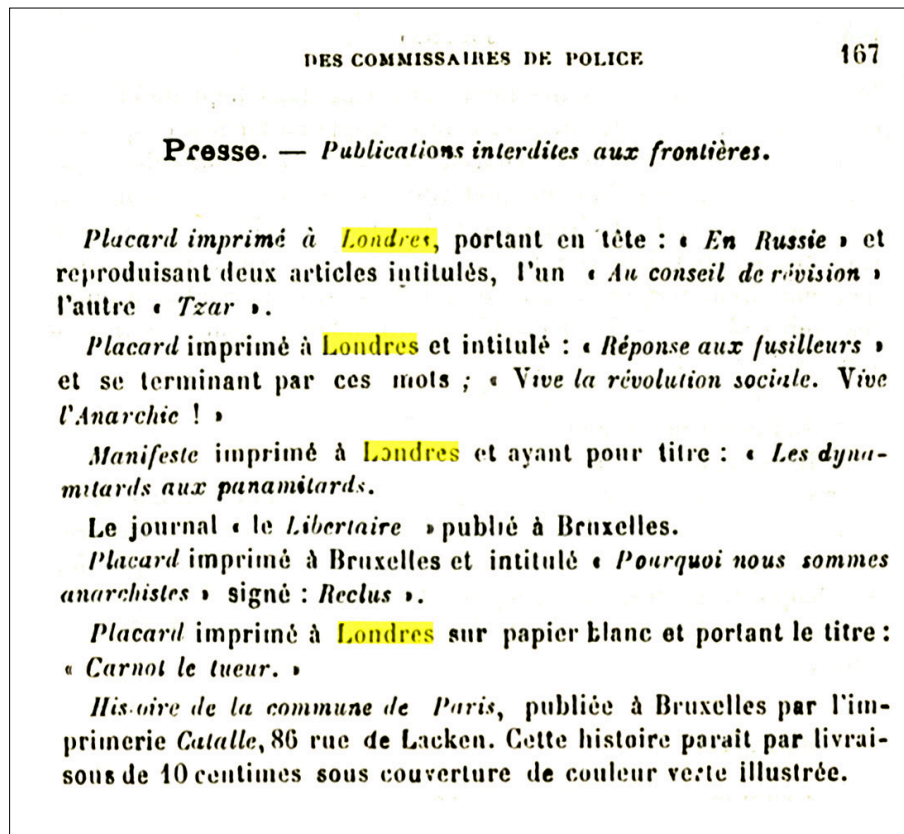 DES COMMISSAIRES DE POLICE 167
Presse. — Publications interdites aux frontières.
Placard imprimé à Londres, portant en tête : « En Russie » et
reproduisant deux articles intitulés, l'un « Au conseil de révision »
l'autre « Tzar ».
Placard imprimé à Londres et intitulé : « Réponse aux fusilleurs »
et se terminant par ces mots ; « Vive la révolution sociale. Vive
l'Anarchie ! »
Manifeste imprimé à Londres et ayant pour titre : « Les dyna-
mitards aux panamitards.
Le journal « le Libertaire » publié à Bruxelles.
Placard imprimé à Bruxelles et intitulé « Pourquoi nous sommes
anarchistes » signé : Reclus ».
Placard imprimé à Londres sur papier blanc et portant le titre :
« Carnot le tueur. »
Histoire de la commune de Paris, publiée à Bruxelles par l'im-
primerie Catalle, 86 rue de Lacken. Cette histoire parait par livrai-
sons de 10 centimes sous couverture de couleur verte illustrée.